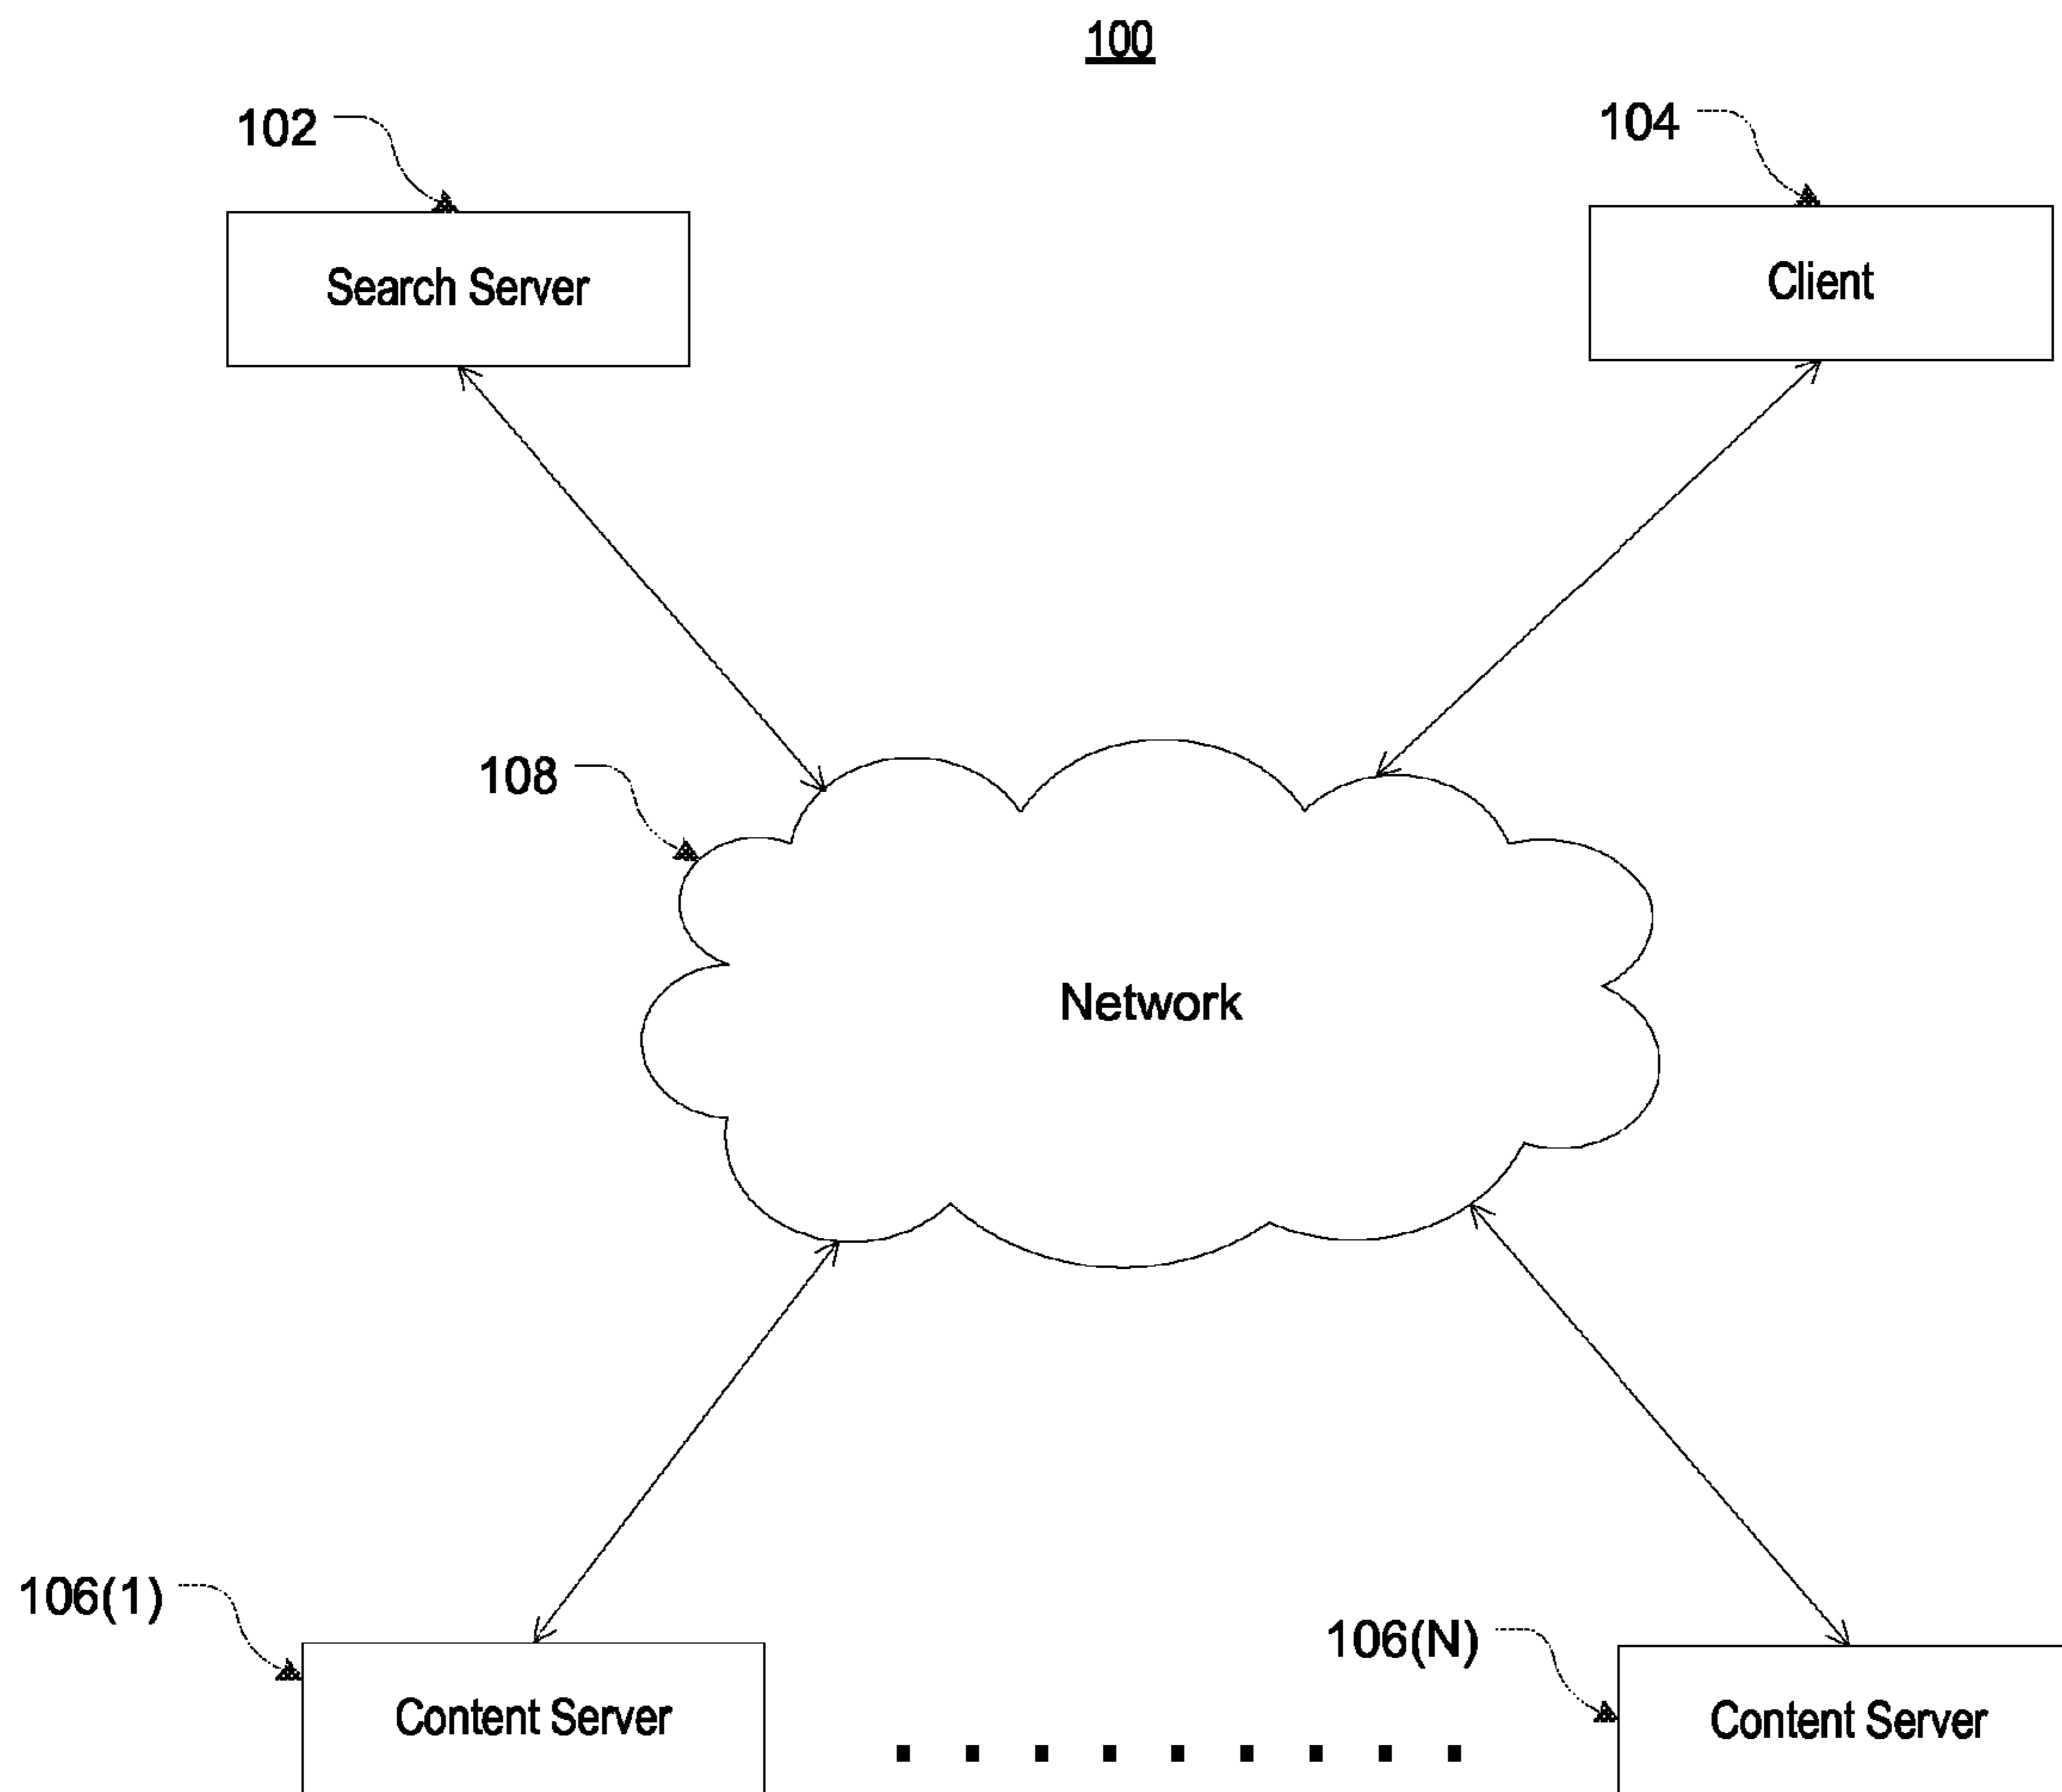 100
102
104
Search Server
Client
108
Network
106(1)
106(N)
Content Server
Content Server